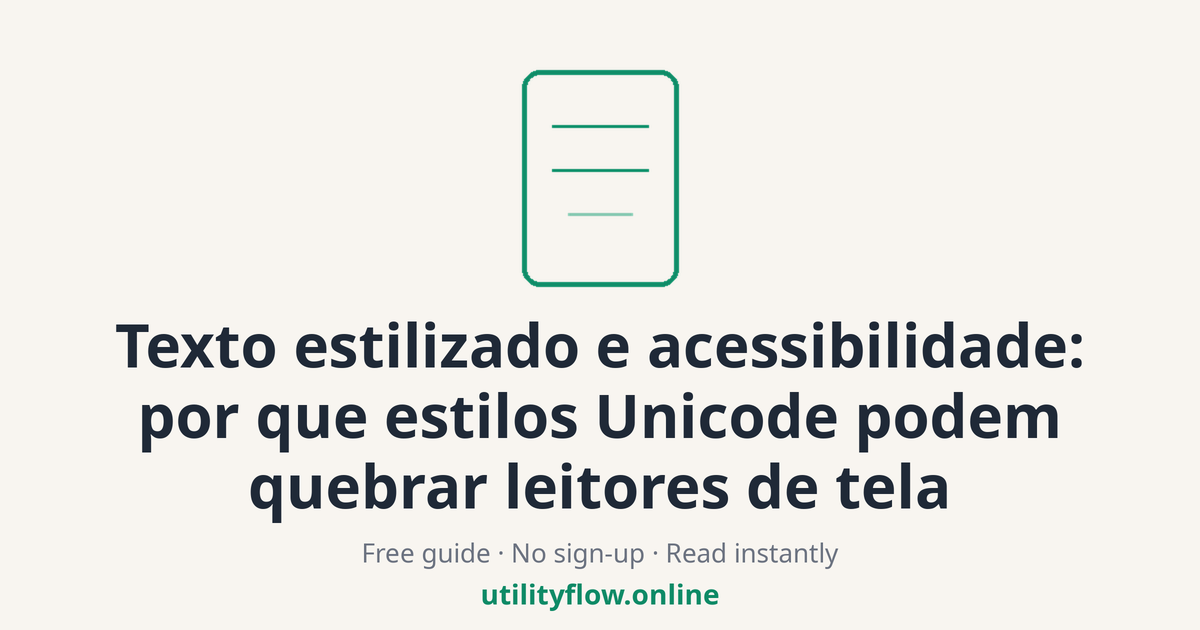 Texto estilizado e acessibilidade:
por que estilos Unicode podem
quebrar leitores de tela
Free guide · No sign-up · Read instantly
utilityflow.online